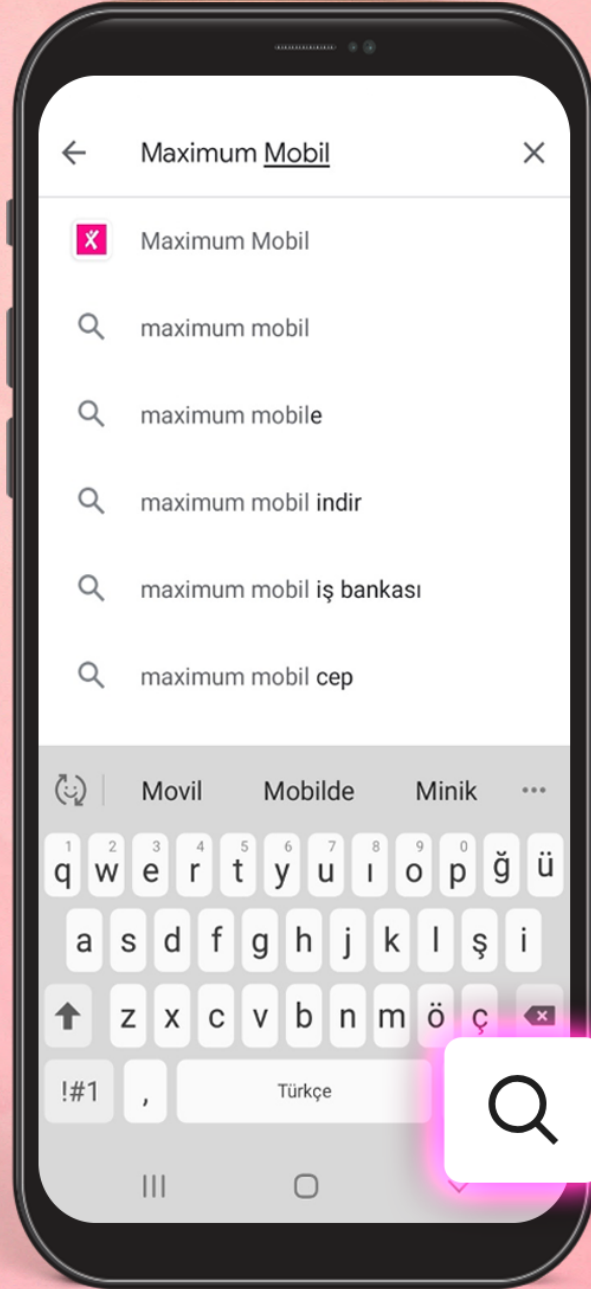 Maximum Mobil
Maximum Mobil
maximum mobil
maximum mobile
maximum mobil indir
maximum mobil iş bankası
maximum mobil cep
Movil Mobilde Minik
1 2 3 4 5 6 7 8 9 0
q w e r t y u ı o p ğ ü
a s d f g h j k l ş i
z x c v b n m ö ç
!#1 , Türkçe